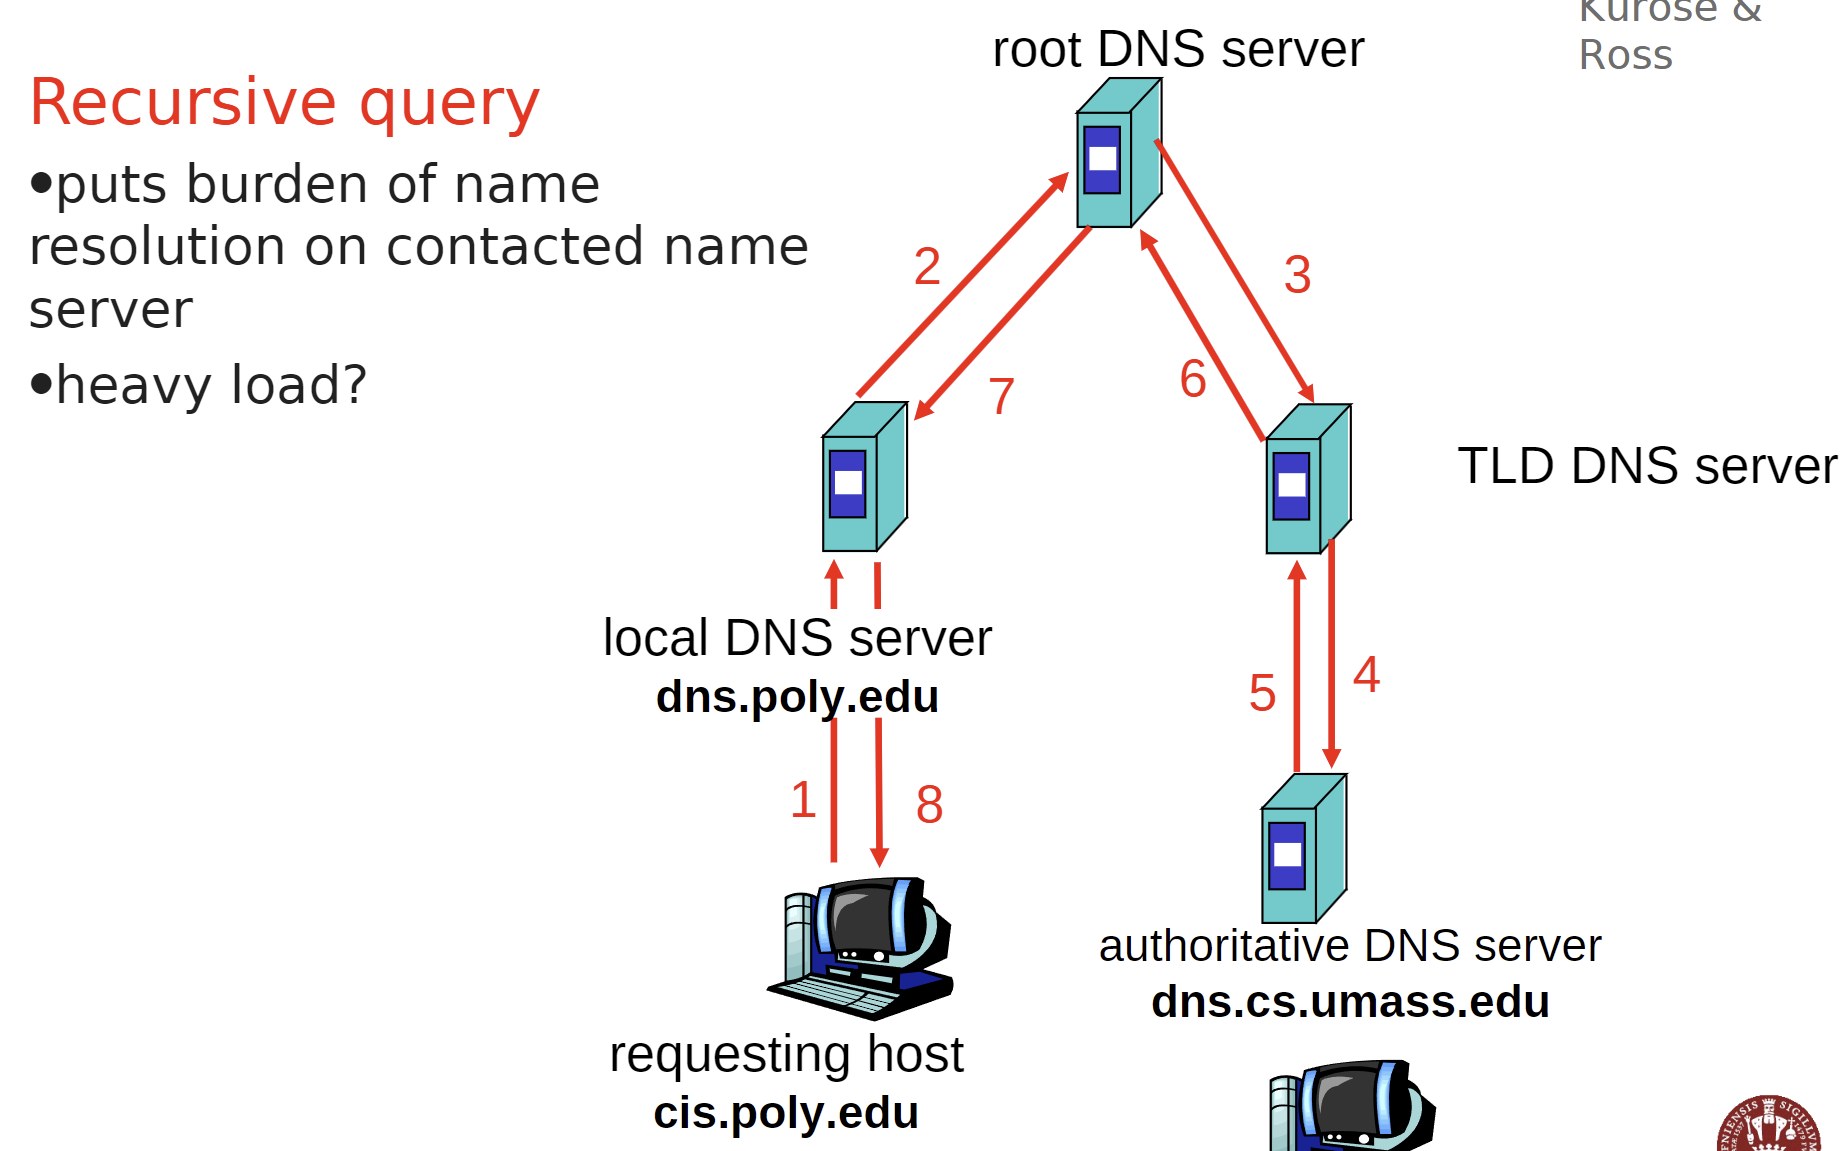 Kurose &
Ross
root DNS server
Recursive query
•puts burden of name
resolution on contacted name
server
•heavy load?
2
3
7
6
TLD DNS server
local DNS server
dns.poly.edu
5
4
1
8
authoritative DNS server
dns.cs.umass.edu
requesting host
cis.poly.edu